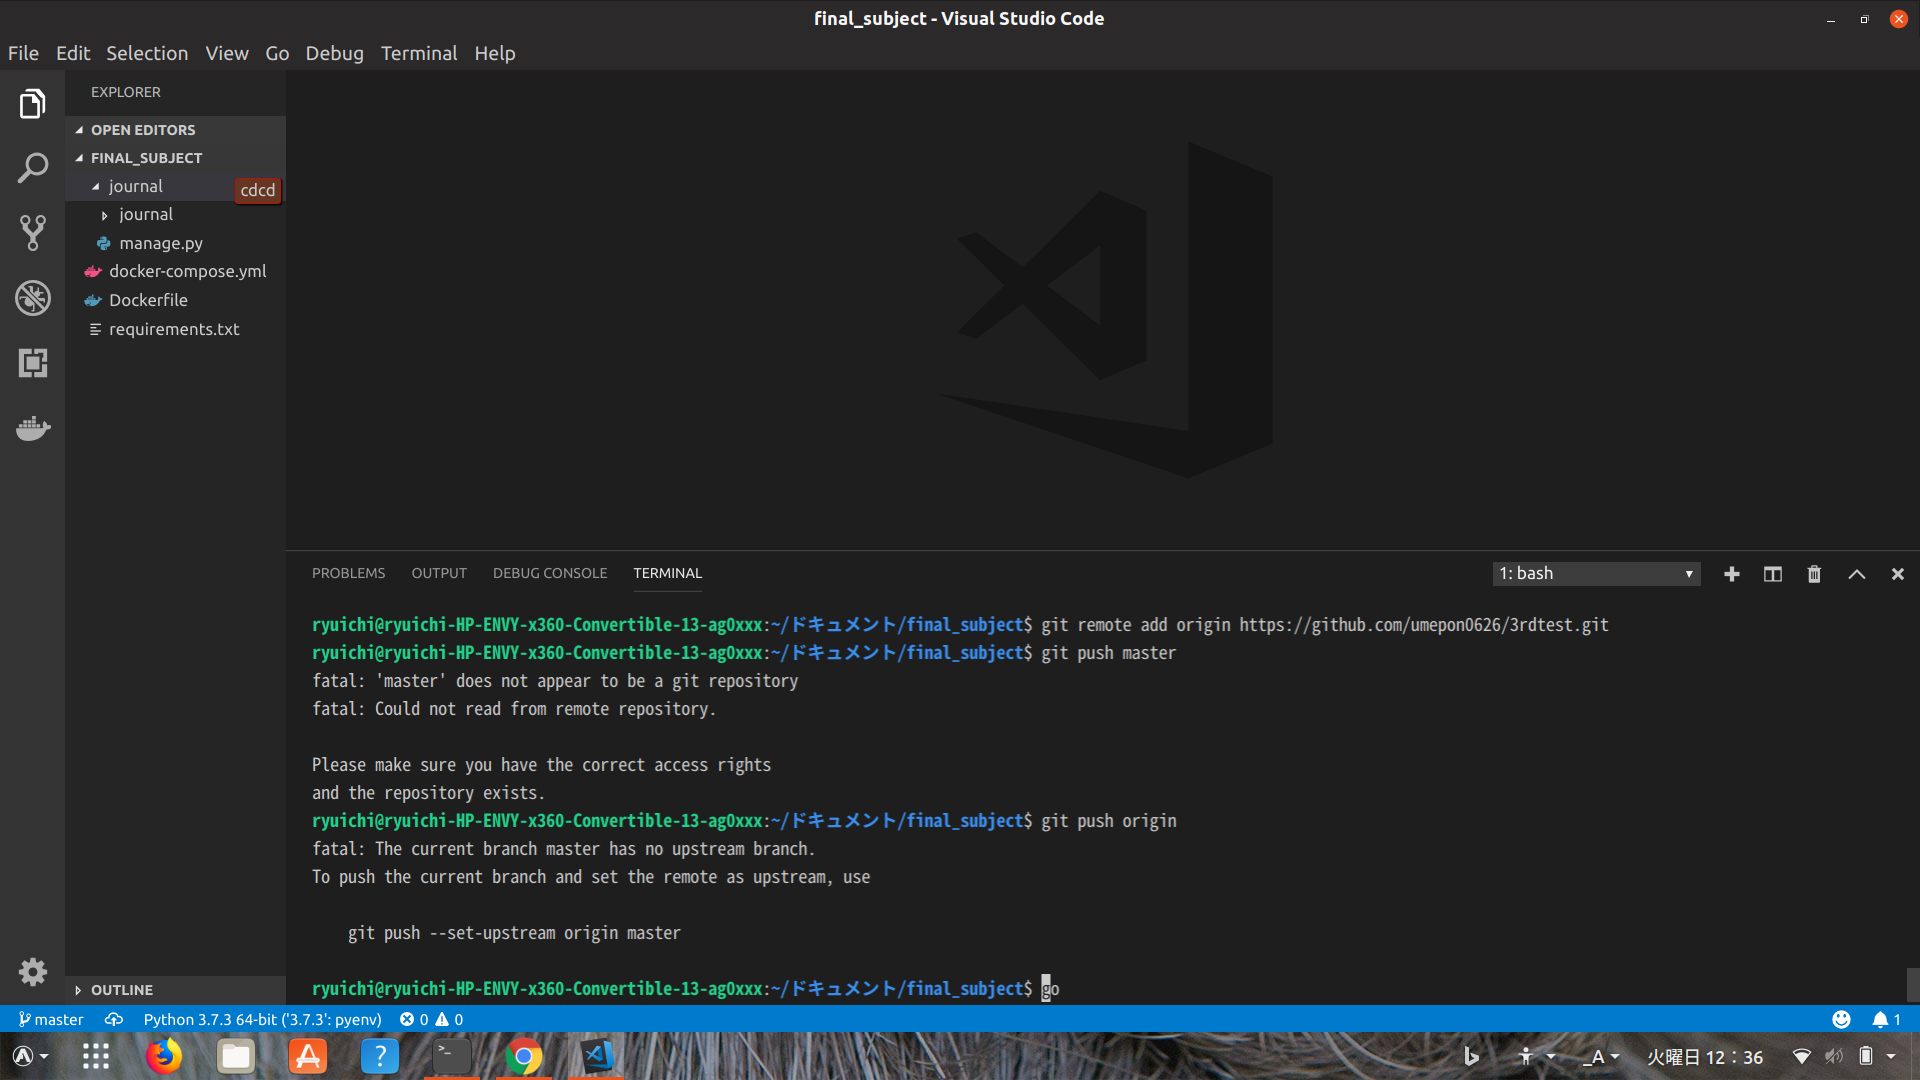 final_subject - Visual Studio Code
File Edit Selection View Go Debug Terminal Help
EXPLORER
OPEN EDITORS
FINAL_SUBJECT
journal
cdcd
journal
manage.py
docker-compose.yml
Dockerfile
requirements.txt
OUTLINE
PROBLEMS OUTPUT DEBUG CONSOLE TERMINAL
1: bash
ryuichi@ryuichi-HP-ENVY-x360-Convertible-13-ag0xxx:~/ドキュメント/final_subject$ git remote add origin https://github.com/umepon0626/3rdtest.git
ryuichi@ryuichi-HP-ENVY-x360-Convertible-13-ag0xxx:~/ドキュメント/final_subject$ git push master
fatal: 'master' does not appear to be a git repository
fatal: Could not read from remote repository.
Please make sure you have the correct access rights
and the repository exists.
ryuichi@ryuichi-HP-ENVY-x360-Convertible-13-ag0xxx:~/ドキュメント/final_subject$ git push origin
fatal: The current branch master has no upstream branch.
To push the current branch and set the remote as upstream, use
git push --set-upstream origin master
ryuichi@ryuichi-HP-ENVY-x360-Convertible-13-ag0xxx:~/ドキュメント/final_subject$ go
master Python 3.7.3 64-bit ('3.7.3': pyenv) 0 0 1
_A 火曜日 12：36